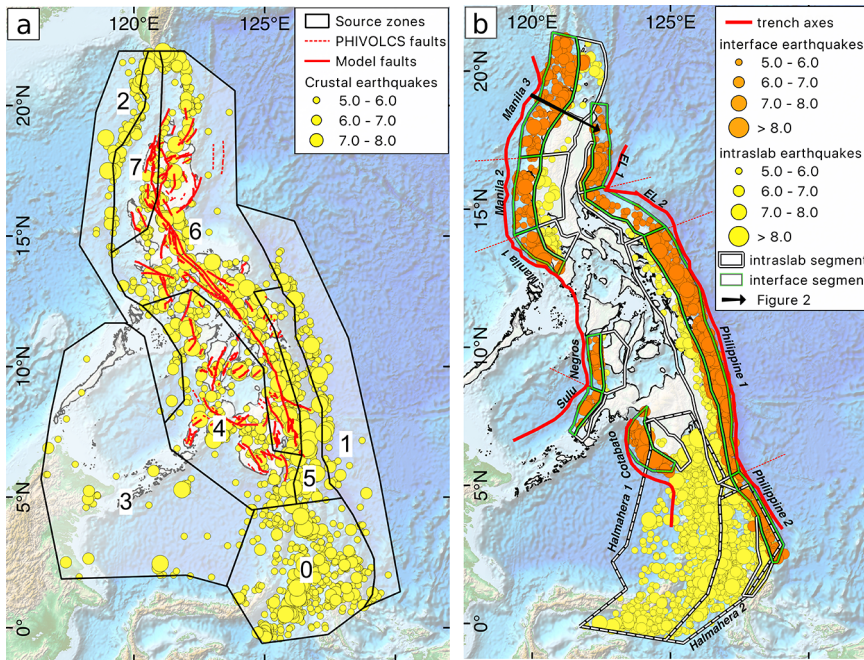 a
120°E
125°E
20°N
15°N
10°N
5°N
0°
Source zones
PHIVOLCS faults
Model faults
Crustal earthquakes
5.0 - 6.0
6.0 - 7.0
7.0 - 8.0
2
7
6
1
4
5
3
0
b
120°E
125°E
20°N
15°N
10°N
5°N
0°
trench axes
interface earthquakes
5.0 - 6.0
6.0 - 7.0
7.0 - 8.0
> 8.0
intraslab earthquakes
5.0 - 6.0
6.0 - 7.0
7.0 - 8.0
> 8.0
intraslab segment
interface segmen
Figure 2
Manila 3
Manila 2
Manila 1
EL 1
EL 2
Negros
Sulu
Philippine 1
Cotabato
Halmahera 1
Philippine 2
Halmahera 2